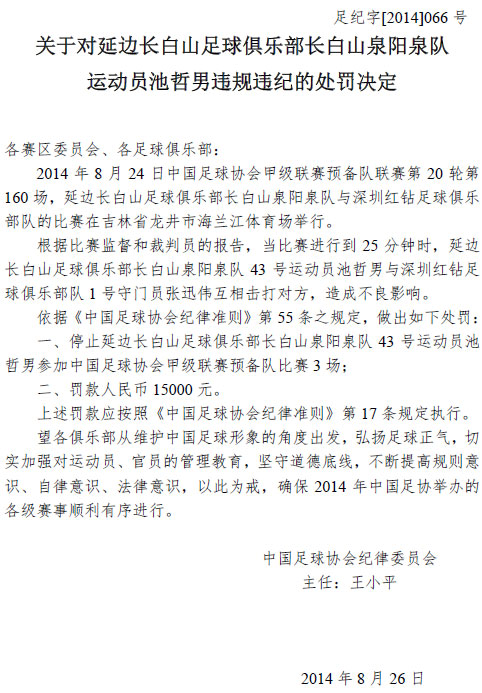 足纪字[2014]066 号
关于对延边长白山足球俱乐部长白山泉阳泉队
运动员池哲男违规违纪的处罚决定
各赛区委员会、各足球俱乐部：
2014 年 8 月 24 日中国足球协会甲级联赛预备队联赛第 20 轮第
160 场，延边长白山足球俱乐部长白山泉阳泉队与深圳红钻足球俱乐
部队的比赛在吉林省龙井市海兰江体育场举行。
根据比赛监督和裁判员的报告，当比赛进行到 25 分钟时，延边
长白山足球俱乐部长白山泉阳泉队 43 号运动员池哲男与深圳红钻足
球俱乐部队 1 号守门员张迅伟互相击打对方，造成不良影响。
依据《中国足球协会纪律准则》第 55 条之规定，做出如下处罚：
一、停止延边长白山足球俱乐部长白山泉阳泉队 43 号运动员池
哲男参加中国足球协会甲级联赛预备队比赛 3 场；
二、罚款人民币 15000 元。
上述罚款应按照《中国足球协会纪律准则》第 17 条规定执行。
望各俱乐部从维护中国足球形象的角度出发，弘扬足球正气，切
实加强对运动员、官员的管理教育，坚守道德底线，不断提高规则意
识、自律意识、法律意识，以此为戒，确保 2014 年中国足协举办的
各级赛事顺利有序进行。
中国足球协会纪律委员会
主任：王小平
2014 年 8 月 26 日